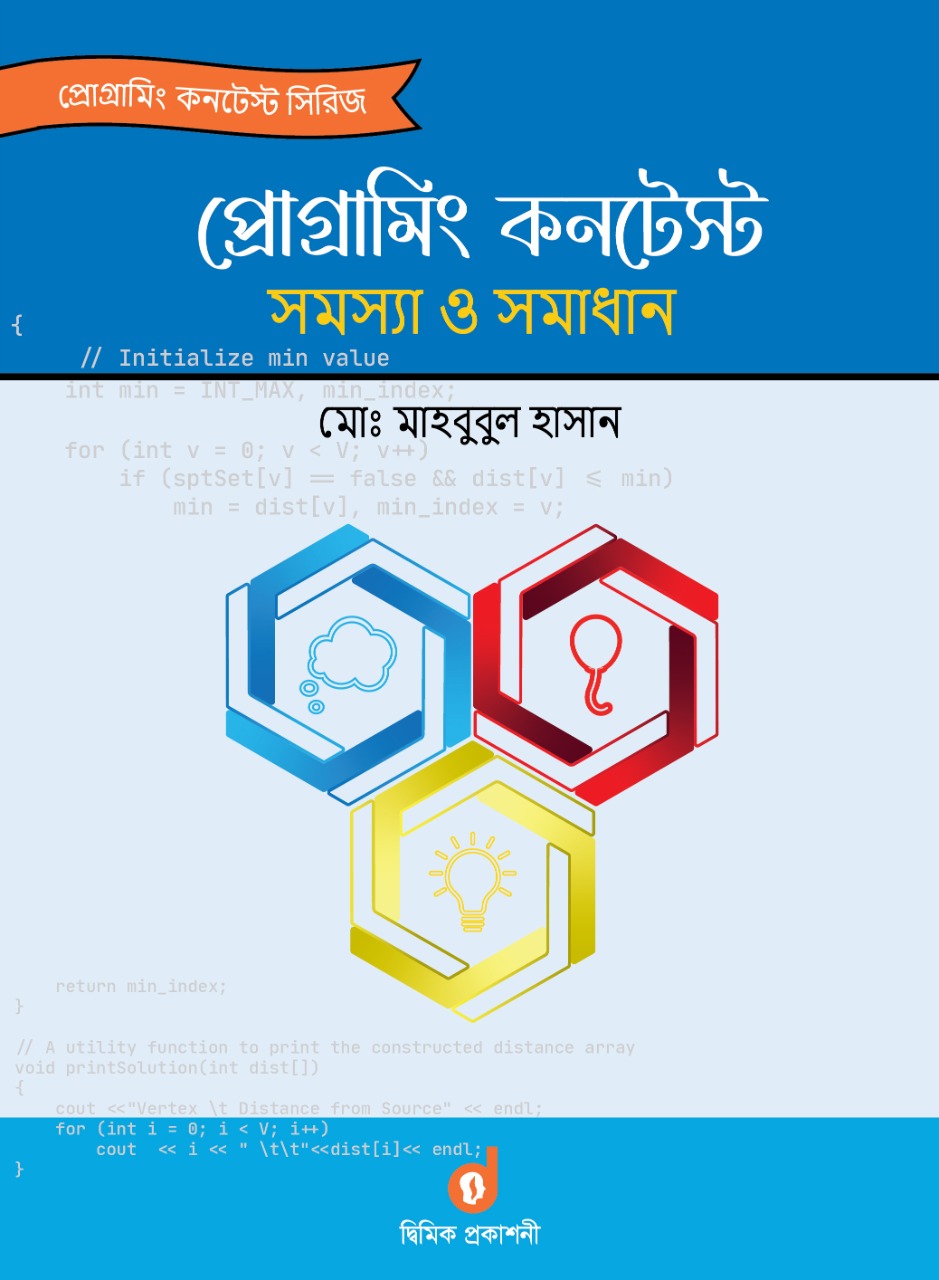 প্রোগ্রামিং কনটেস্ট সিরিজ
প্রোগ্রামিং কনটেস্ট
সমস্যা ও সমাধান
{
// Initialize min value
int min = INT_MAX, min_index;
মোঃ মাহবুবুল হাসান
for (int v = 0; v < V; v++)
if (sptSet[v] == false && dist[v] <= min)
min = dist[v], min_index = v;
return min_index;
}
// A utility function to print the constructed distance array
void printSolution(int dist[])
{
cout <<"Vertex \t Distance from Source" << endl;
for (int i = 0; i < V; i++)
cout << i << " \t\t"<<dist[i]<< endl;
}
দ্বিমিক প্রকাশনী